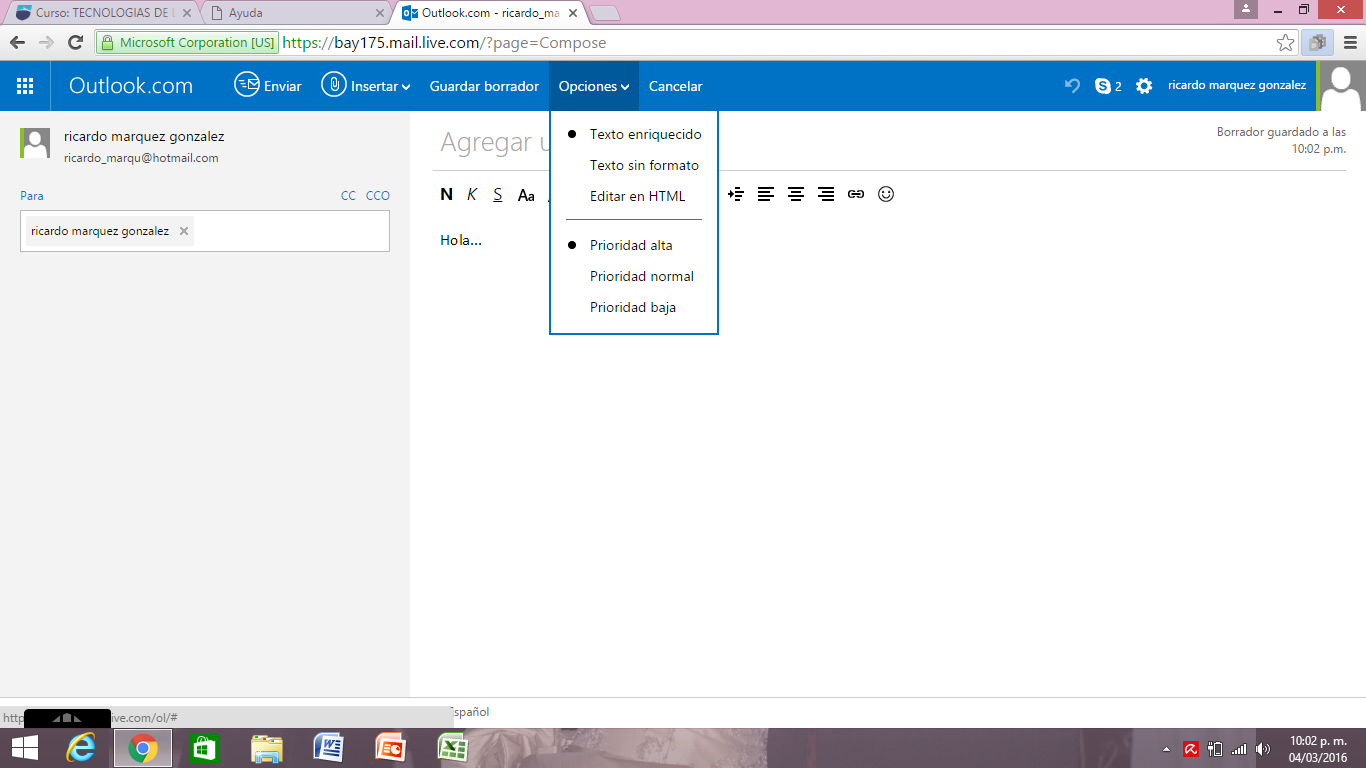 Curso: TECNOLOGIAS DE L
Ayuda
Outlook.com - ricardo_ma
Microsoft Corporation [US] https://bay175.mail.live.com/?page=Compose
Outlook.com Enviar Insertar Guardar borrador Opciones Cancelar 2 ricardo marquez gonzalez
ricardo marquez gonzalez
ricardo_marqu@hotmail.com
Para CC CCO
ricardo marquez gonzalez
Agregar u
Borrador guardado a las
10:02 p.m.
Texto enriquecido
Texto sin formato
Editar en HTML
Prioridad alta
Prioridad normal
Prioridad baja
N K S Aa
Hola...
Español
htt ive.com/ol/#
10:02 p. m.
04/03/2016